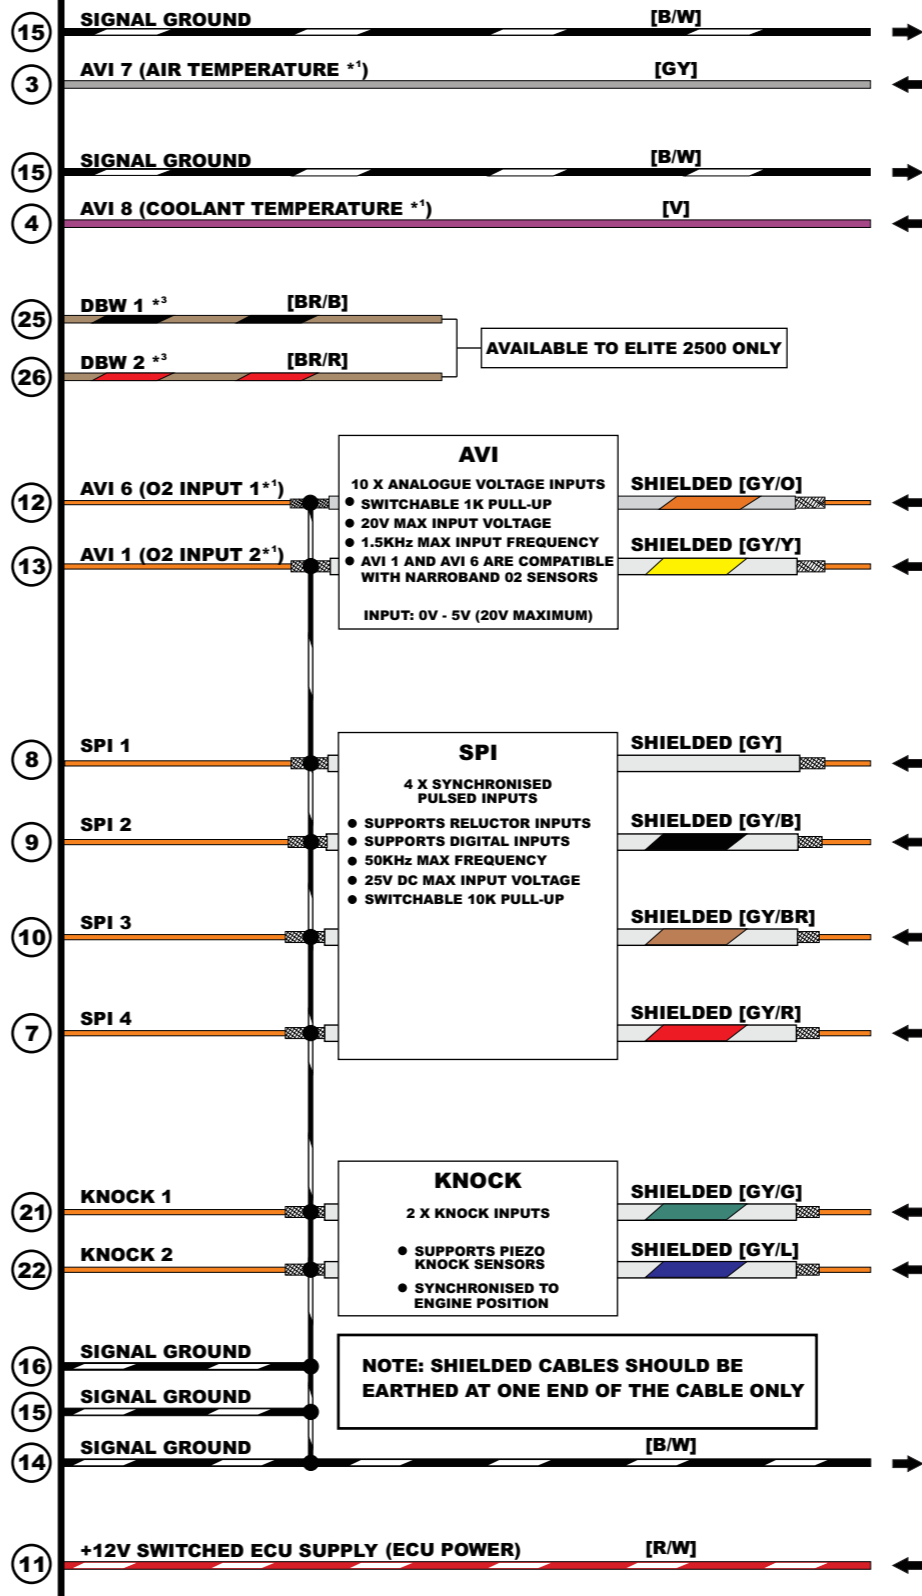 15 SIGNAL GROUND [B/W]
3 AVI 7 (AIR TEMPERATURE *¹) [GY]
15 SIGNAL GROUND [B/W]
4 AVI 8 (COOLANT TEMPERATURE *¹) [V]
25 DBW 1 *³ [BR/B]
AVAILABLE TO ELITE 2500 ONLY
26 DBW 2 *³ [BR/R]
12 AVI 6 (O2 INPUT 1*¹)
13 AVI 1 (O2 INPUT 2*¹)
AVI
10 X ANALOGUE VOLTAGE INPUTS
● SWITCHABLE 1K PULL-UP
● 20V MAX INPUT VOLTAGE
● 1.5KHz MAX INPUT FREQUENCY
● AVI 1 AND AVI 6 ARE COMPATIBLE
WITH NARROBAND 02 SENSORS
INPUT: 0V - 5V (20V MAXIMUM)
SHIELDED [GY/O]
SHIELDED [GY/Y]
8 SPI 1
9 SPI 2
10 SPI 3
7 SPI 4
SPI
4 X SYNCHRONISED
PULSED INPUTS
● SUPPORTS RELUCTOR INPUTS
● SUPPORTS DIGITAL INPUTS
● 50KHz MAX FREQUENCY
● 25V DC MAX INPUT VOLTAGE
● SWITCHABLE 10K PULL-UP
SHIELDED [GY]
SHIELDED [GY/B]
SHIELDED [GY/BR]
SHIELDED [GY/R]
21 KNOCK 1
22 KNOCK 2
KNOCK
2 X KNOCK INPUTS
● SUPPORTS PIEZO
KNOCK SENSORS
● SYNCHRONISED TO
ENGINE POSITION
SHIELDED [GY/G]
SHIELDED [GY/L]
16 SIGNAL GROUND
15 SIGNAL GROUND
NOTE: SHIELDED CABLES SHOULD BE
EARTHED AT ONE END OF THE CABLE ONLY
14 SIGNAL GROUND [B/W]
11 +12V SWITCHED ECU SUPPLY (ECU POWER) [R/W]